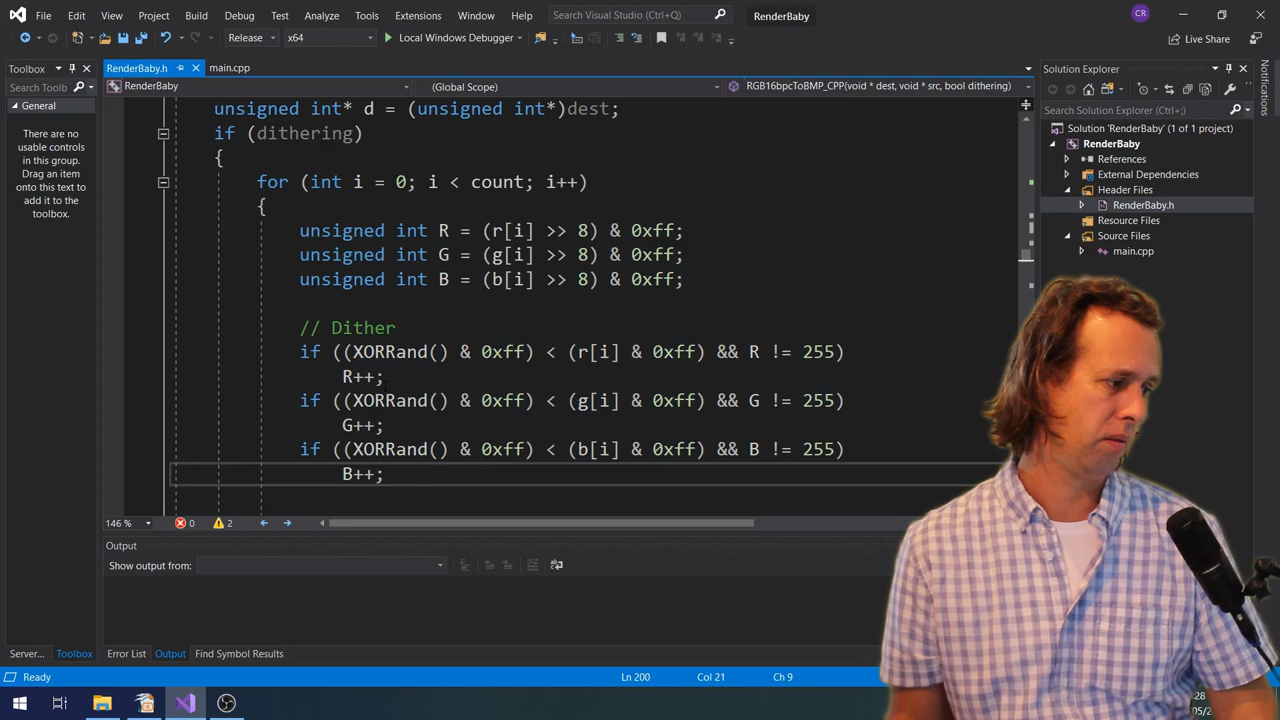 File Edit View Project Build Debug Test Analyze Tools Extensions Window Help Search Visual Studio (Ctrl+Q) RenderBaby CR
Release x64 Local Windows Debugger Live Share
Toolbox
RenderBaby.h main.cpp
Solution Explorer
Search Toolbox
RenderBaby (Global Scope) RGB16bpcToBMP_CPP(void * dest, void * src, bool dithering)
General
There are no
usable controls
in this group.
Drag an item
onto this text to
add it to the
toolbox.
unsigned int* d = (unsigned int*)dest;
if (dithering)
{
for (int i = 0; i < count; i++)
{
unsigned int R = (r[i] >> 8) & 0xff;
unsigned int G = (g[i] >> 8) & 0xff;
unsigned int B = (b[i] >> 8) & 0xff;
// Dither
if ((XORRand() & 0xff) < (r[i] & 0xff) && R != 255)
R++;
if ((XORRand() & 0xff) < (g[i] & 0xff) && G != 255)
G++;
if ((XORRand() & 0xff) < (b[i] & 0xff) && B != 255)
B++;
Search Solution Explorer (Ctrl+;)
Solution 'RenderBaby' (1 of 1 project)
RenderBaby
References
External Dependencies
Header Files
RenderBaby.h
Resource Files
Source Files
main.cpp
Notifications
146 % 0 2
Output
Show output from:
Server... Toolbox Error List Output Find Symbol Results
Ready Ln 200 Col 21 Ch 9